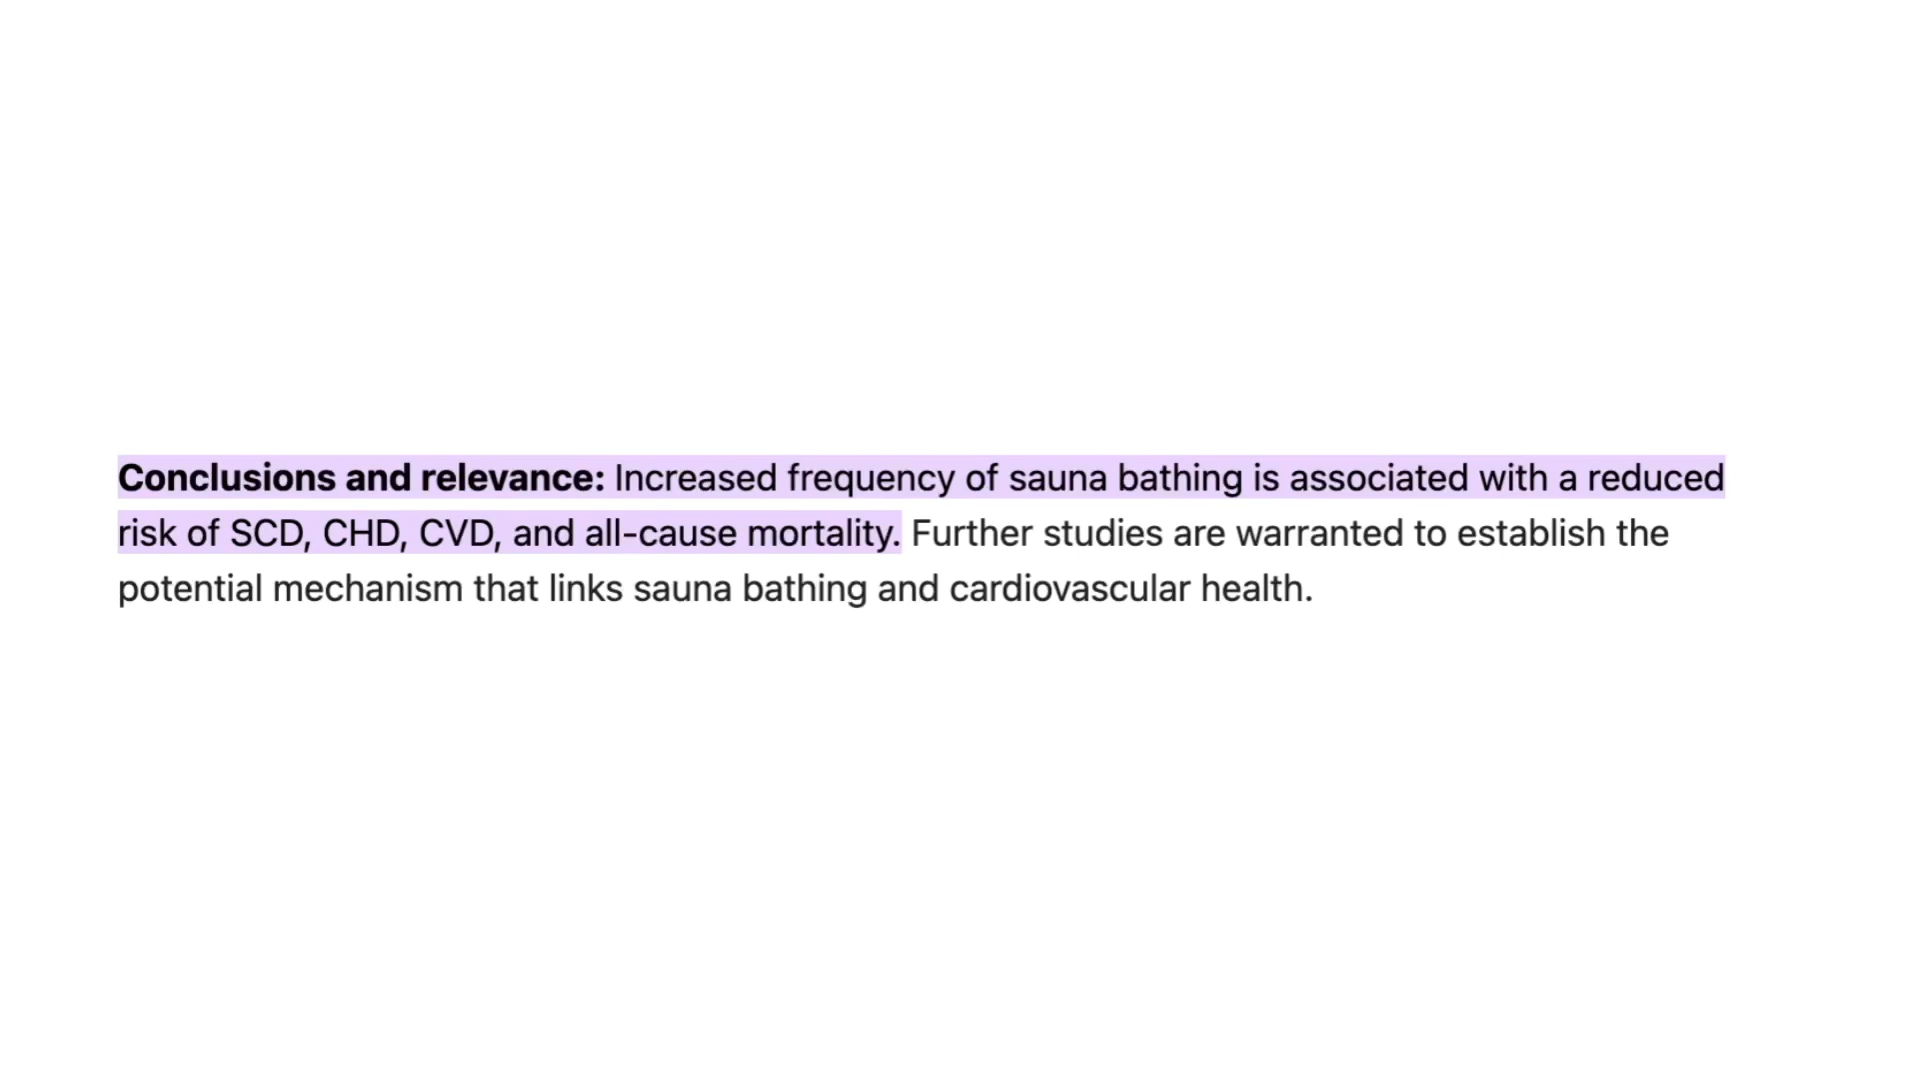 Conclusions and relevance: Increased frequency of sauna bathing is associated with a reduced
risk of SCD, CHD, CVD, and all-cause mortality. Further studies are warranted to establish the
potential mechanism that links sauna bathing and cardiovascular health.